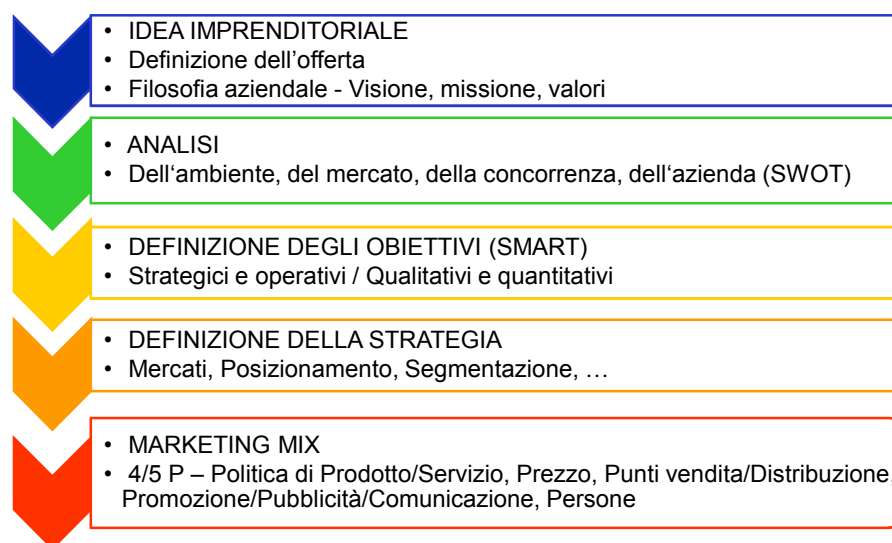 • IDEA IMPRENDITORIALE
• Definizione dell’offerta
• Filosofia aziendale - Visione, missione, valori
• ANALISI
• Dell‘ambiente, del mercato, della concorrenza, dell‘azienda (SWOT)
• DEFINIZIONE DEGLI OBIETTIVI (SMART)
• Strategici e operativi / Qualitativi e quantitativi
• DEFINIZIONE DELLA STRATEGIA
• Mercati, Posizionamento, Segmentazione, …
• MARKETING MIX
• 4/5 P – Politica di Prodotto/Servizio, Prezzo, Punti vendita/Distribuzione,
Promozione/Pubblicità/Comunicazione, Persone